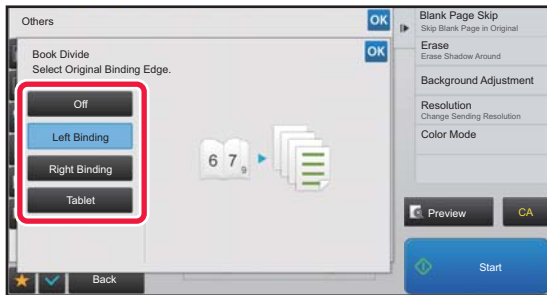 Others
OK
Book Divide
Select Original Binding Edge.
OK
Off
Left Binding
Right Binding
Tablet
6 7 9
Back
Blank Page Skip
Skip Blank Page in Original
Erase
Erase Shadow Around
Background Adjustment
Resolution
Change Sending Resolution
Color Mode
Preview
CA
Start